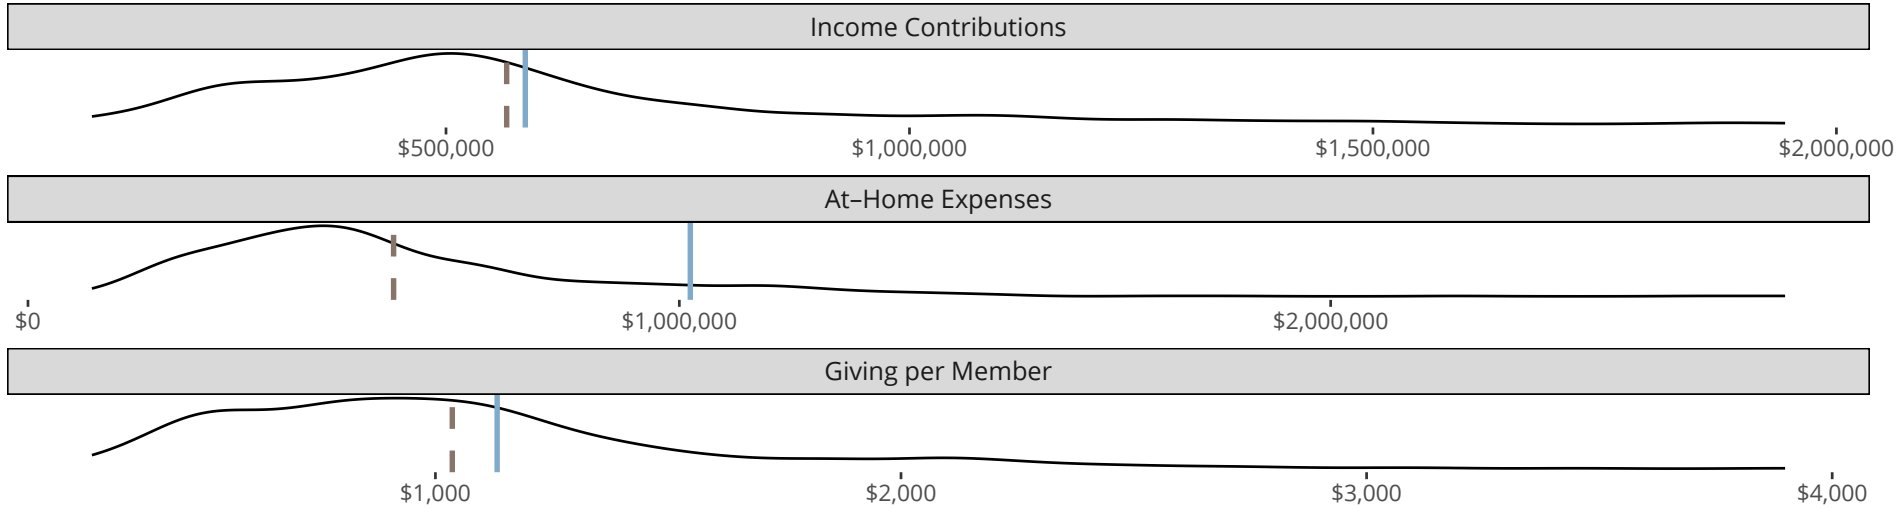 Income Contributions
$500,000 $1,000,000 $1,500,000 $2,000,000
At–Home Expenses
$0 $1,000,000 $2,000,000
Giving per Member
$1,000 $2,000 $3,000 $4,000